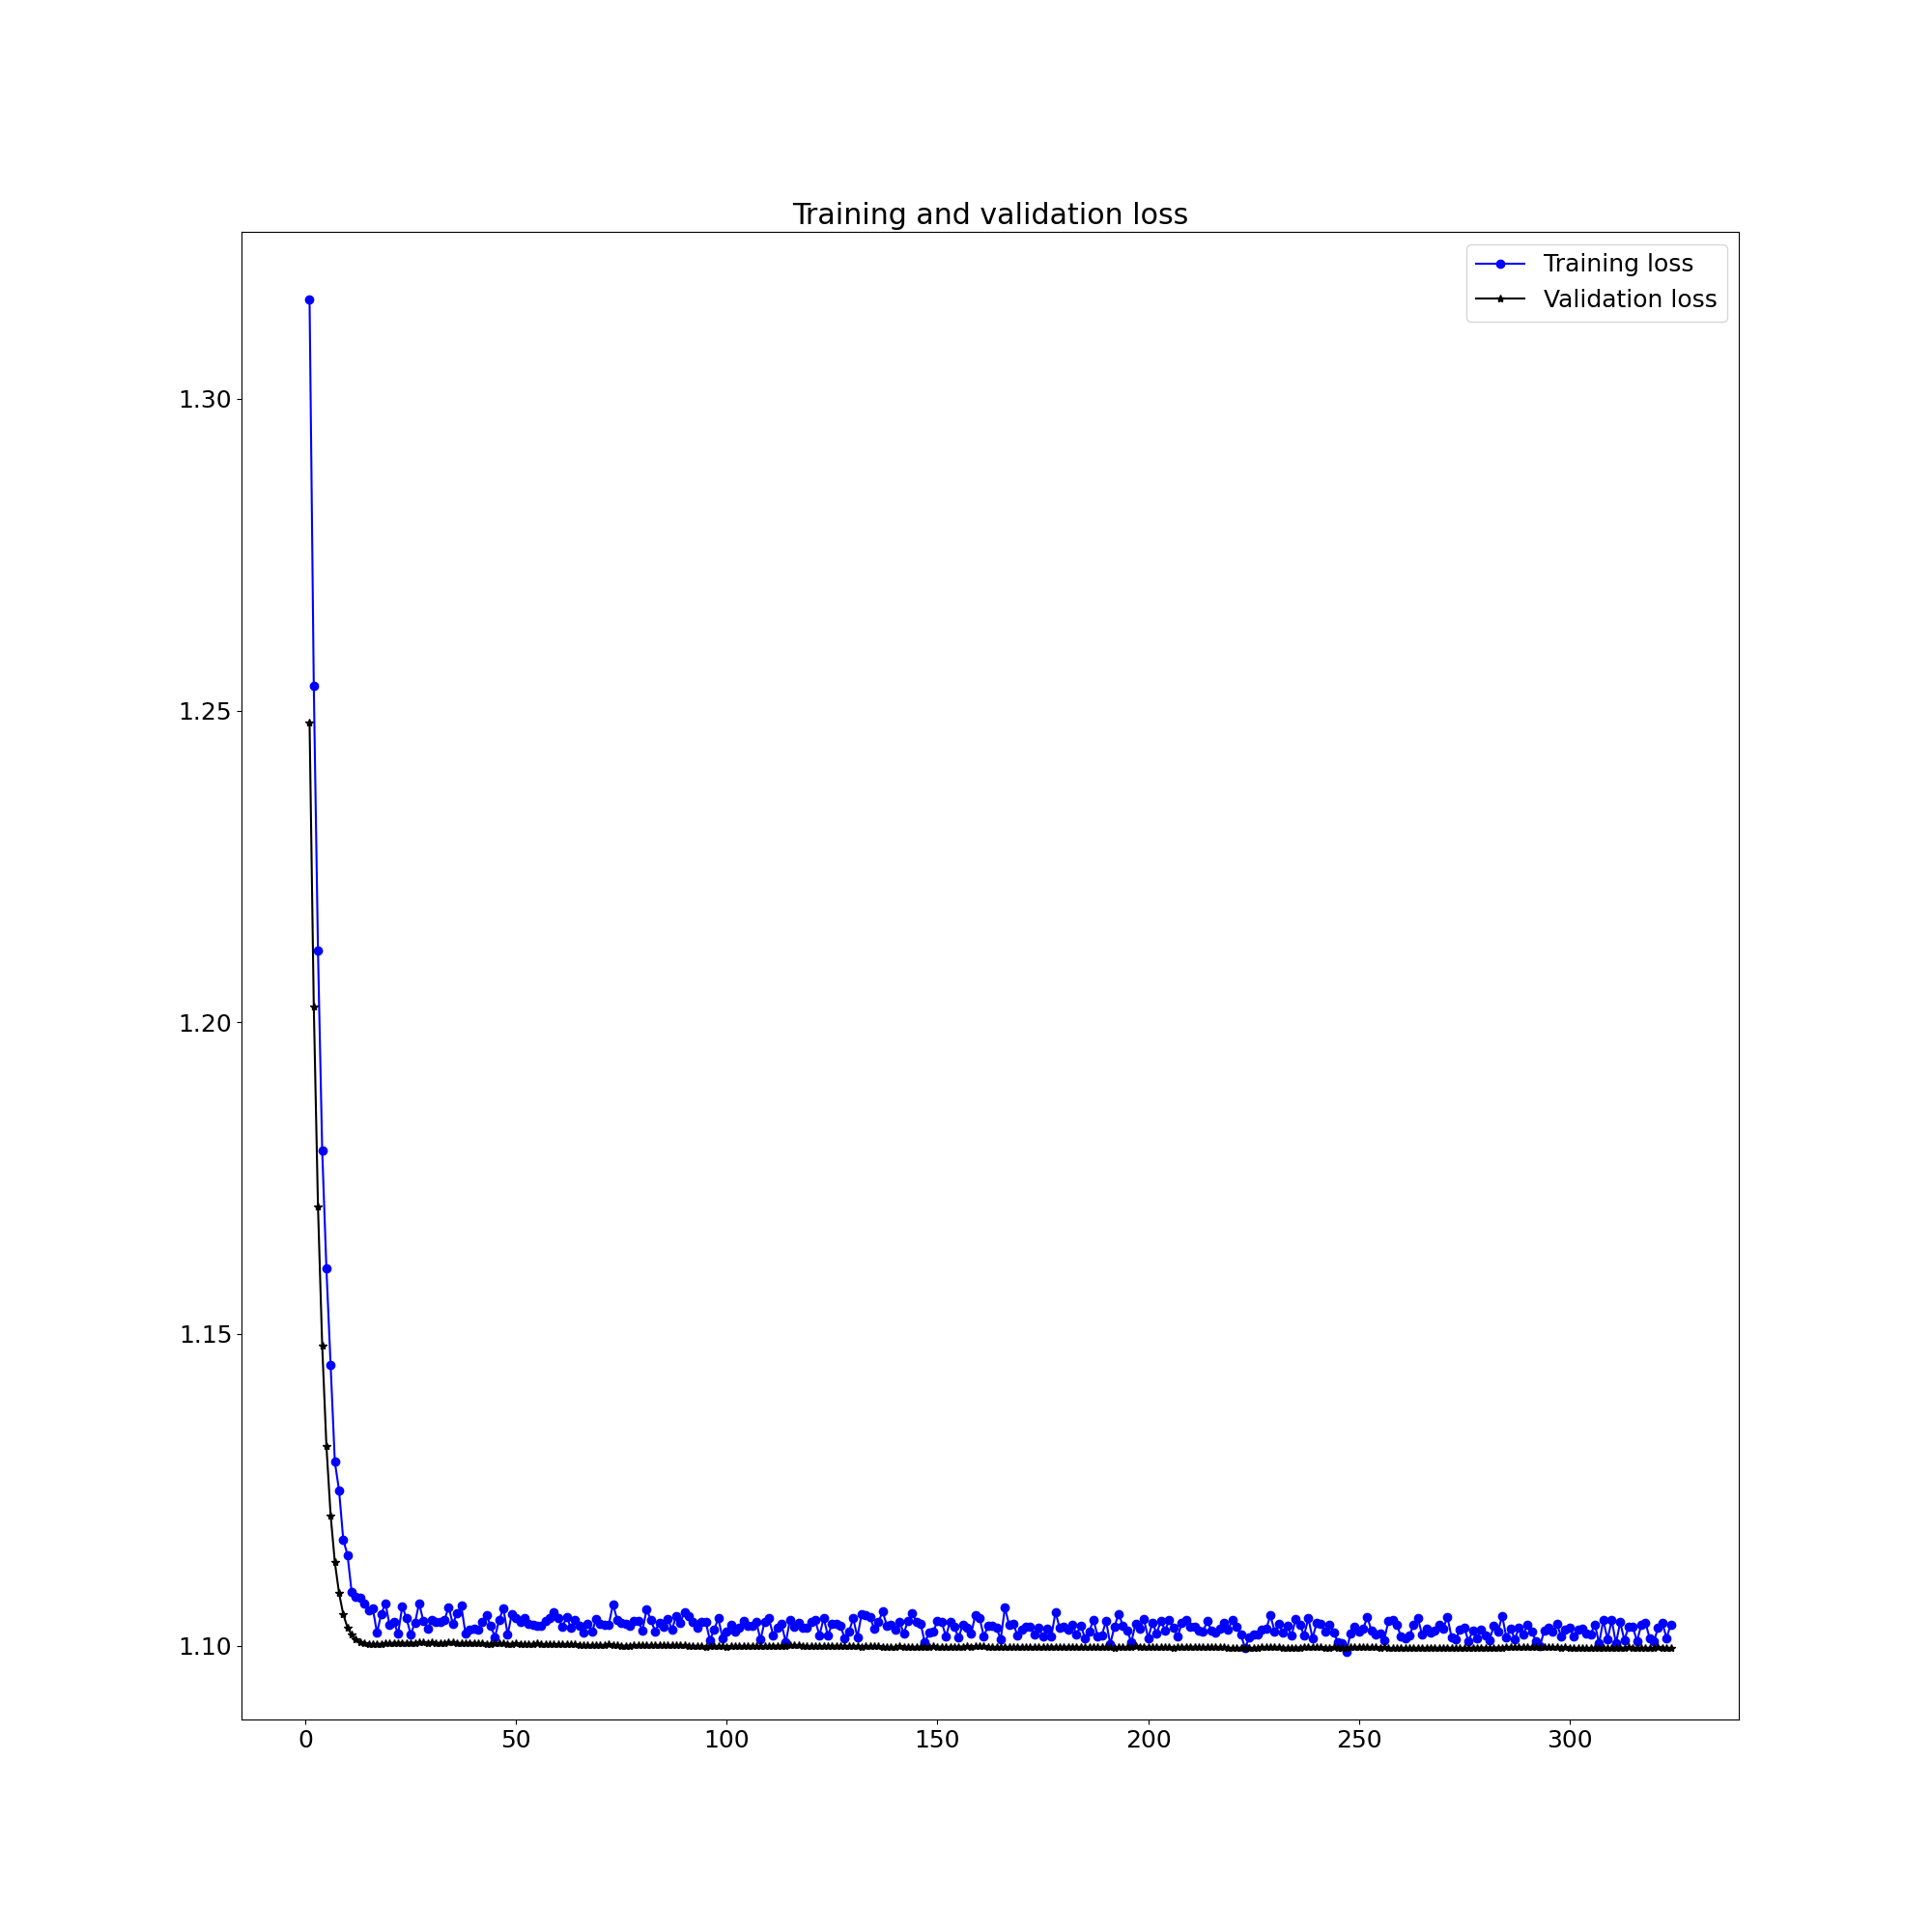 Training and validation loss
Training loss
Validation loss
1.30
1.25
1.20
1.15
1.10
0 50 100 150 200 250 300